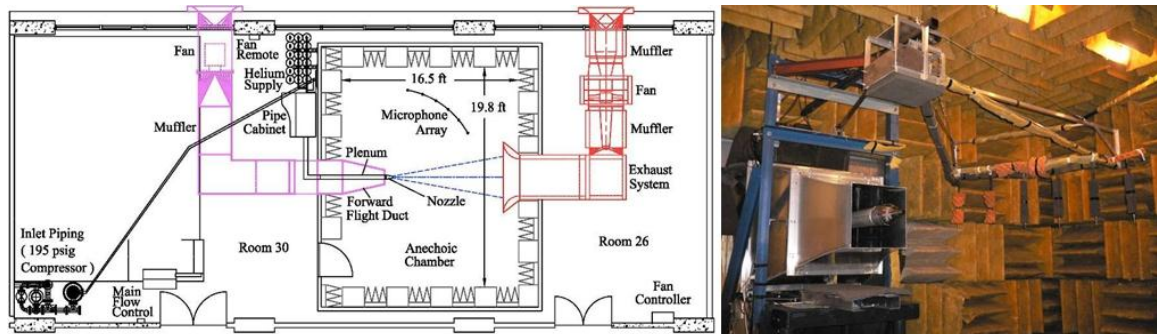 Fan
Fan
Remote
Helium
Supply
Muffler
Pipe
Cabinet
16.5 ft
19.8 ft
Microphone
Array
Plenum
Forward
Flight Duct
Nozzle
Muffler
Fan
Muffler
Exhaust
System
Inlet Piping
( 195 psig
Compressor )
Room 30
Anechoic
Chamber
Room 26
Main
Flow
Control
Fan
Controller